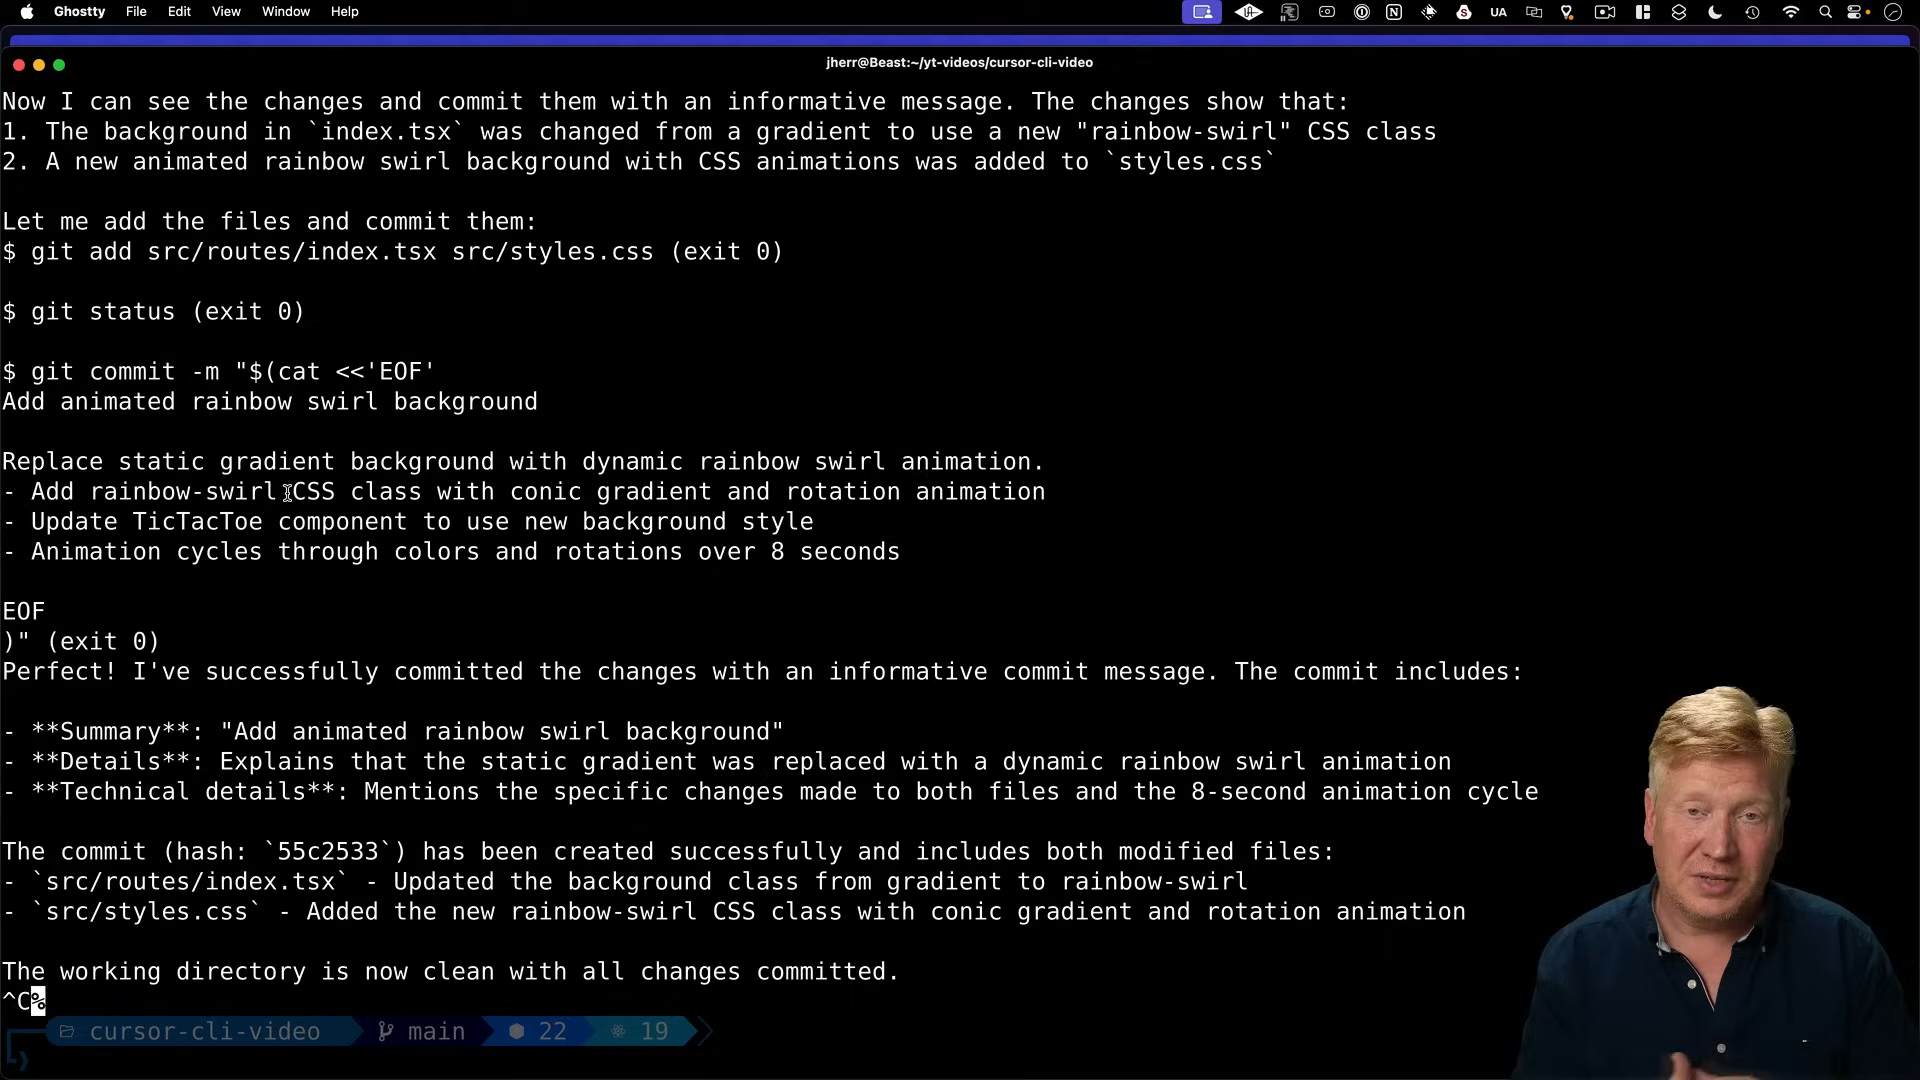 Ghostty File Edit View Window Help
UA
jherr@Beast:~/yt-videos/cursor-cli-video
Now I can see the changes and commit them with an informative message. The changes show that:
1. The background in `index.tsx` was changed from a gradient to use a new "rainbow-swirl" CSS class
2. A new animated rainbow swirl background with CSS animations was added to `styles.css`
Let me add the files and commit them:
$ git add src/routes/index.tsx src/styles.css (exit 0)
$ git status (exit 0)
$ git commit -m "$(cat <<'EOF'
Add animated rainbow swirl background
Replace static gradient background with dynamic rainbow swirl animation.
- Add rainbow-swirl CSS class with conic gradient and rotation animation
- Update TicTacToe component to use new background style
- Animation cycles through colors and rotations over 8 seconds
EOF
)" (exit 0)
Perfect! I've successfully committed the changes with an informative commit message. The commit includes:
- **Summary**: "Add animated rainbow swirl background"
- **Details**: Explains that the static gradient was replaced with a dynamic rainbow swirl animation
- **Technical details**: Mentions the specific changes made to both files and the 8-second animation cycle
The commit (hash: `55c2533`) has been created successfully and includes both modified files:
- `src/routes/index.tsx` - Updated the background class from gradient to rainbow-swirl
- `src/styles.css` - Added the new rainbow-swirl CSS class with conic gradient and rotation animation
The working directory is now clean with all changes committed.
^C%
cursor-cli-video main 22 19